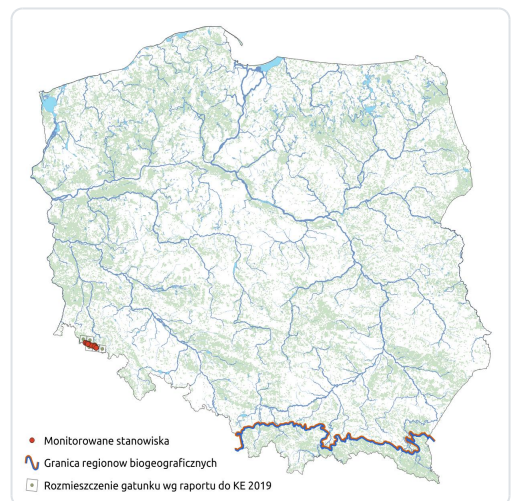 Monitorowane stanowiska
Granica regionow biogeograficznych
Rozmieszczenie gatunku wg raportu do KE 2019